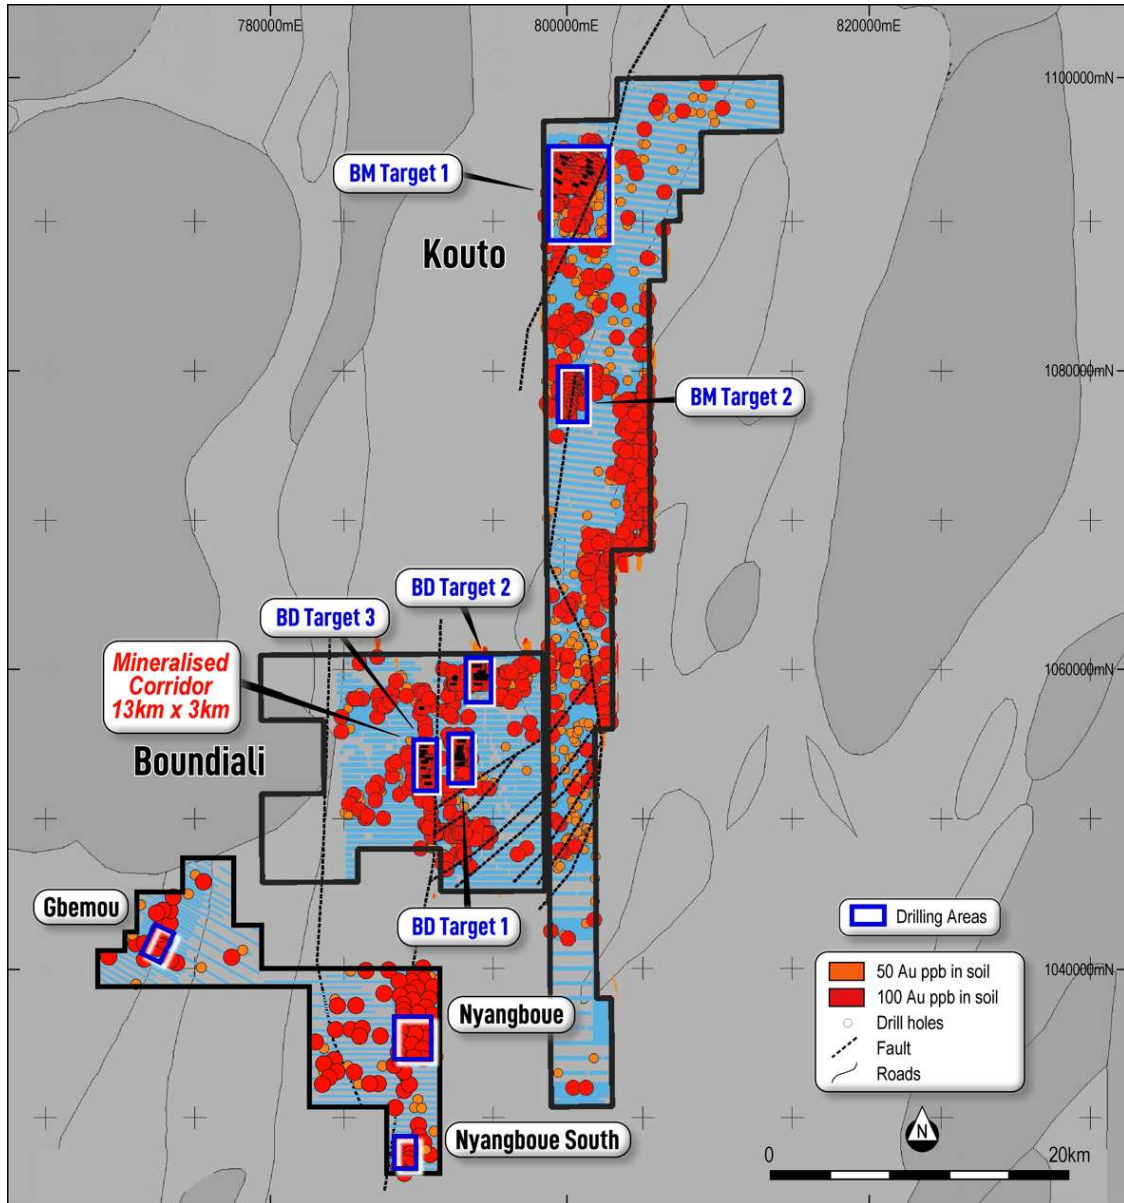 780000mE
800000mE
820000mE
1100000mN
BM Target 1
Kouto
1080000mN
BM Target 2
BD Target 2
BD Target 3
Mineralised
Corridor
13km x 3km
1060000mN
Boundiali
Gbemou
BD Target 1
Drilling Areas
1040000mN
50 Au ppb in soil
100 Au ppb in soil
Drill holes
Fault
Roads
Nyangboue
Nyangboue South
N
0
20km